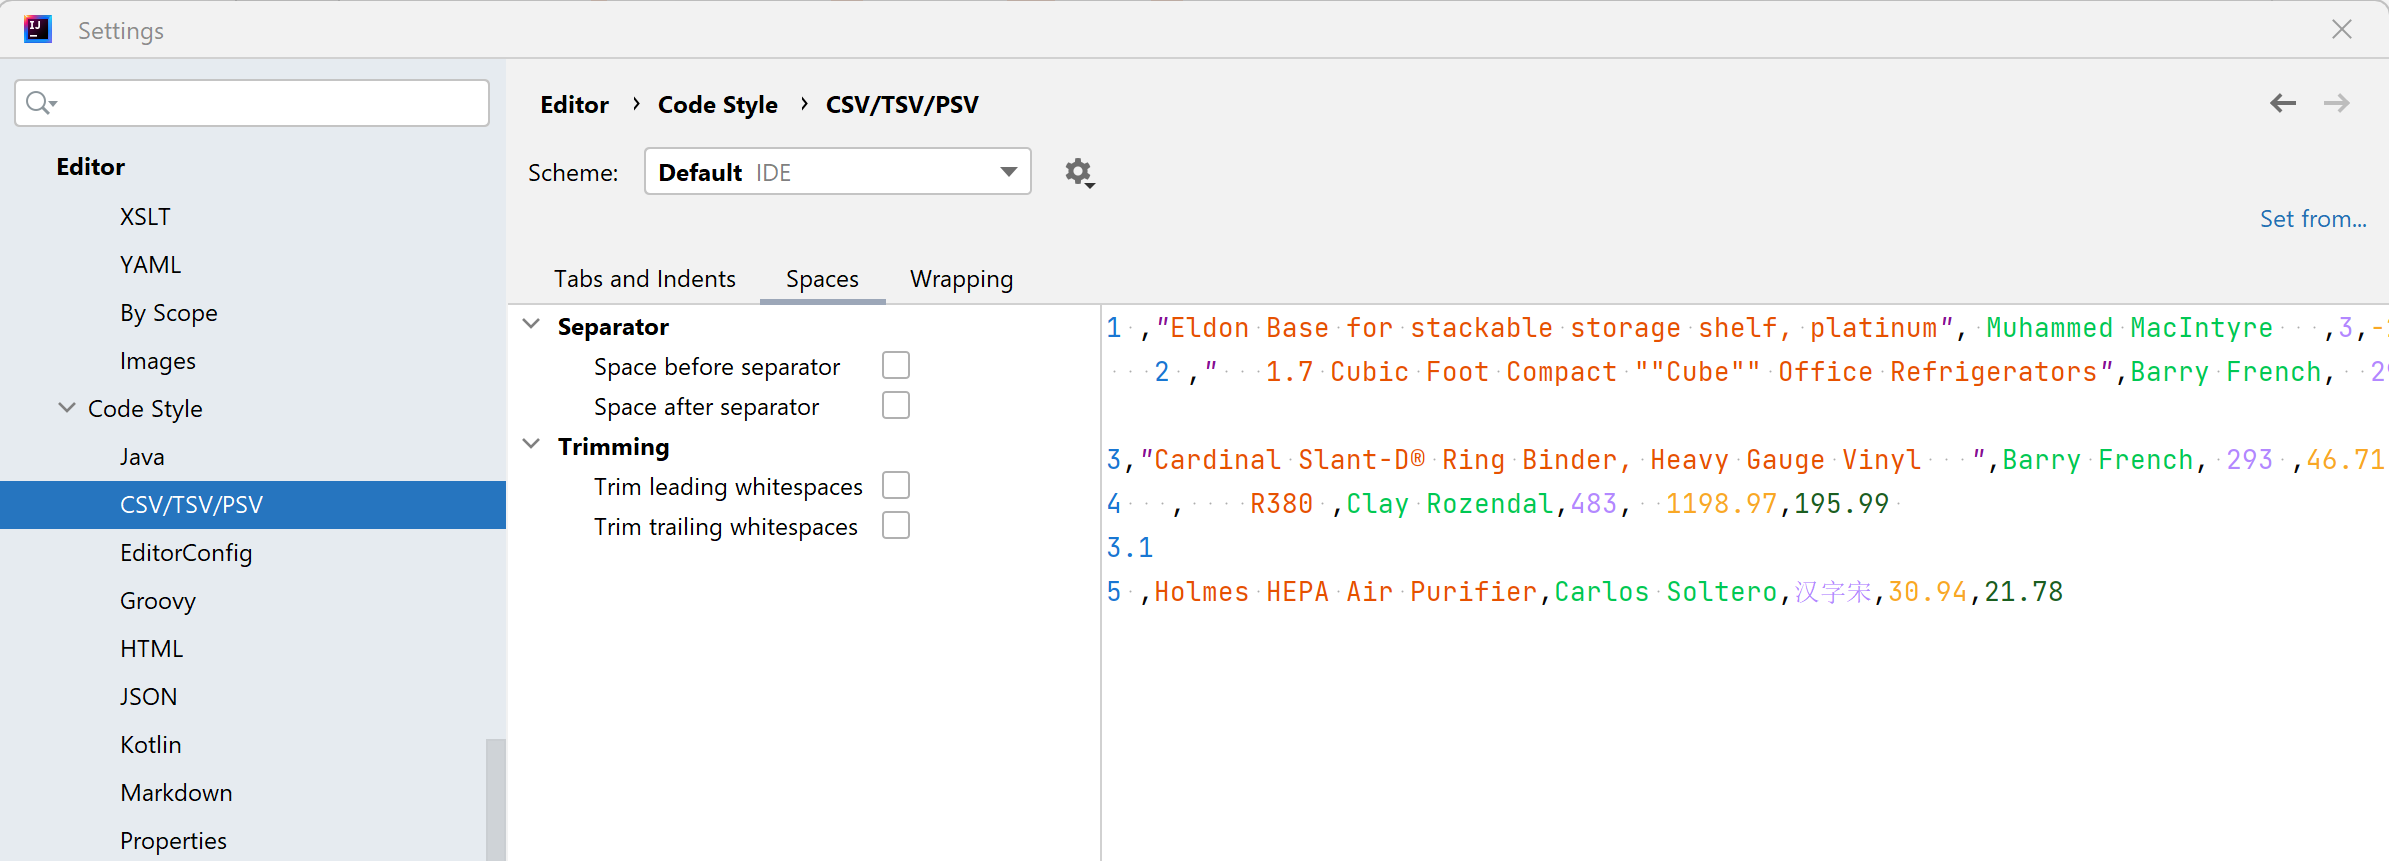 Settings
Editor
XSLT
YAML
By Scope
Images
Code Style
Java
CSV/TSV/PSV
EditorConfig
Groovy
HTML
JSON
Kotlin
Markdown
Properties
Editor › Code Style › CSV/TSV/PSV
Scheme: Default IDE
Set from...
Tabs and Indents Spaces Wrapping
Separator
Space before separator
Space after separator
Trimming
Trim leading whitespaces
Trim trailing whitespaces
1 ,"Eldon Base for stackable storage shelf, platinum", Muhammed MacIntyre   ,3,-
   2 ,"   1.7 Cubic Foot Compact ""Cube"" Office Refrigerators",Barry French,  29
3,"Cardinal Slant-D® Ring Binder, Heavy Gauge Vinyl   ",Barry French, 293 ,46.71
4   ,    R380 ,Clay Rozendal,483,  1198.97,195.99
3.1
5 ,Holmes HEPA Air Purifier,Carlos Soltero,汉字宋,30.94,21.78